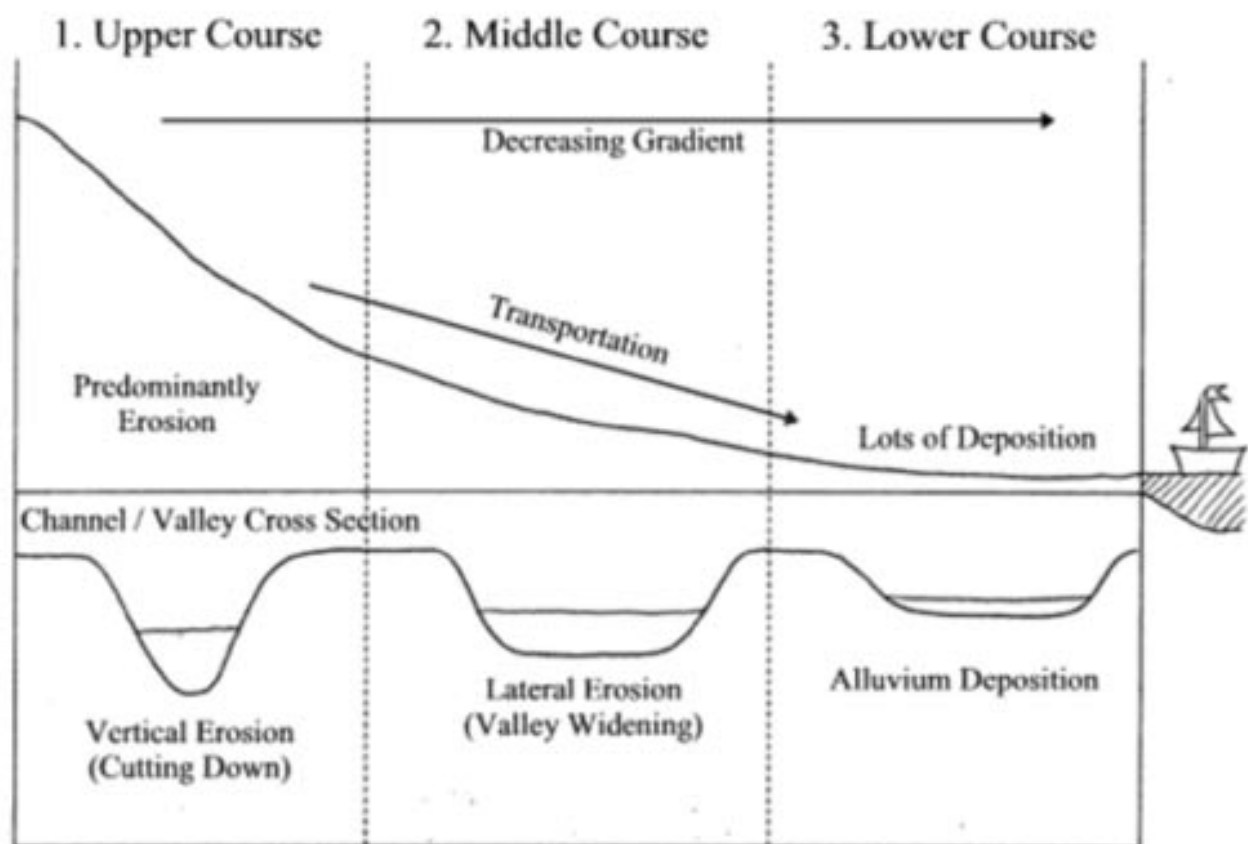 1. Upper Course
2. Middle Course
3. Lower Course
Decreasing Gradient
Transportation
Predominantly
Erosion
Lots of Deposition
Channel / Valley Cross Section
Vertical Erosion
(Cutting Down)
Lateral Erosion
(Valley Widening)
Alluvium Deposition